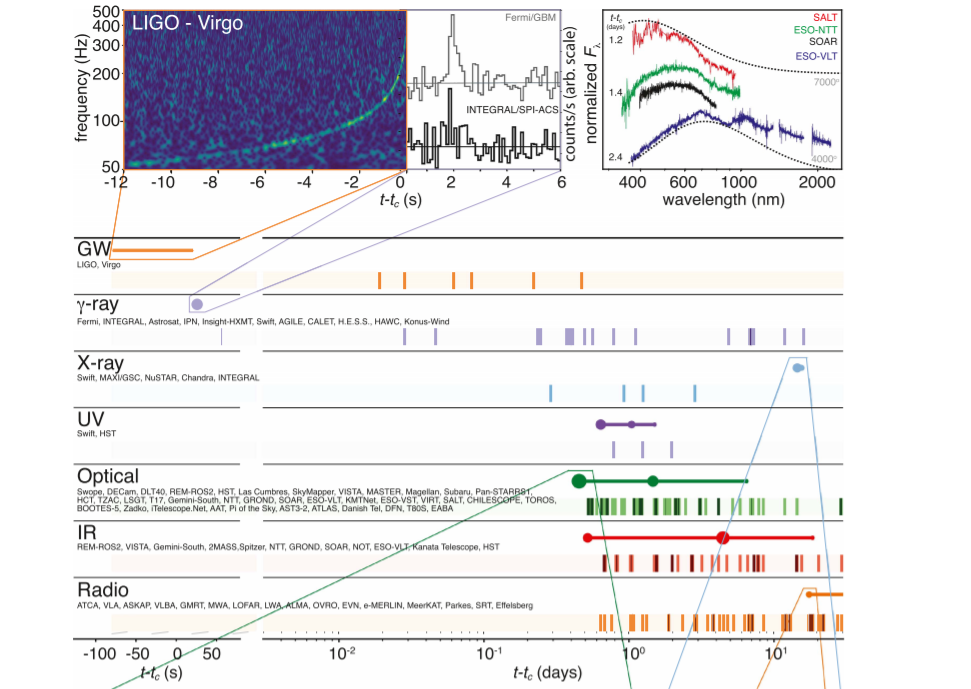 LIGO - Virgo
frequency (Hz)
500
400
300
200
100
50
-12 -10 -8 -6 -4 -2 0 2 4 6
t-tc (s)
Fermi/GBM
INTEGRAL/SPI-ACS
counts/s (arb. scale)
normalized Fλ
t-tc
(days)
1.2
1.4
2.4
SALT
ESO-NTT
SOAR
ESO-VLT
7000°
4000°
400 600 1000 2000
wavelength (nm)
GW
LIGO, Virgo
γ-ray
Fermi, INTEGRAL, Astrosat, IPN, Insight-HXMT, Swift, AGILE, CALET, H.E.S.S., HAWC, Konus-Wind
X-ray
Swift, MAXI/GSC, NuSTAR, Chandra, INTEGRAL
UV
Swift, HST
Optical
Swope, DECam, DLT40, REM-ROS2, HST, Las Cumbres, SkyMapper, VISTA, MASTER, Magellan, Subaru, Pan-STARRS1,
HCT, TZAC, LSGT, T17, Gemini-South, NTT, GROND, SOAR, ESO-VLT, KMTNet, ESO-VST, VIRT, SALT, CHILESCOPE, TOROS,
BOOTES-5, Zadko, iTelescope.Net, AAT, Pi of the Sky, AST3-2, ATLAS, Danish Tel, DFN, T80S, EABA
IR
REM-ROS2, VISTA, Gemini-South, 2MASS,Spitzer, NTT, GROND, SOAR, NOT, ESO-VLT, Kanata Telescope, HST
Radio
ATCA, VLA, ASKAP, VLBA, GMRT, MWA, LOFAR, LWA, ALMA, OVRO, EVN, e-MERLIN, MeerKAT, Parkes, SRT, Effelsberg
-100 -50 0 50 10-2 10-1 100 101
t-tc (s) t-tc (days)